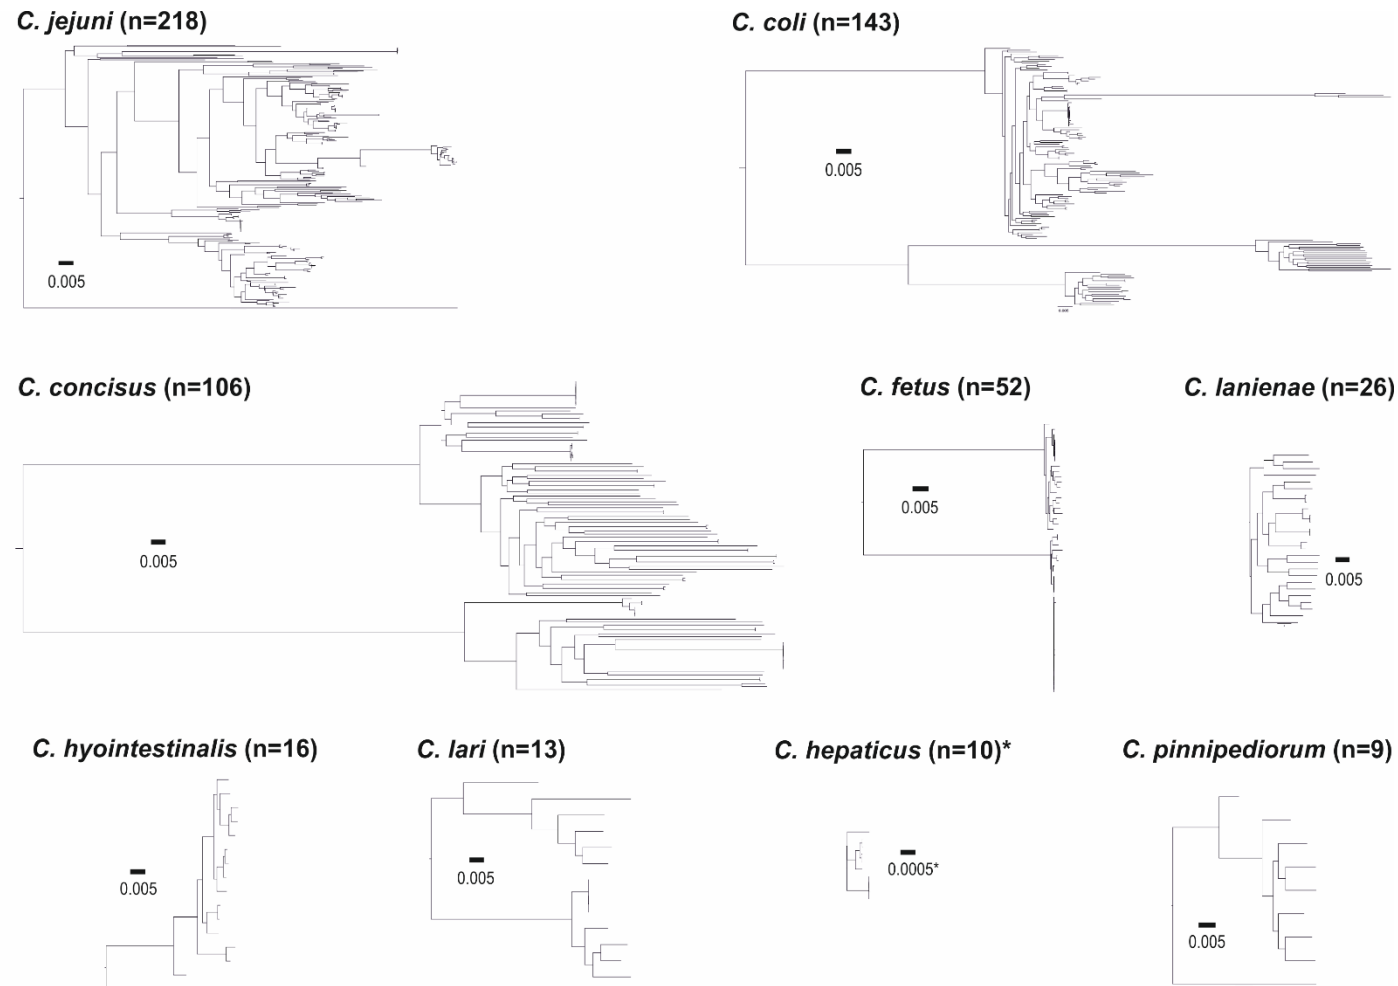 C. jejuni (n=218)
C. coli (n=143)
0.005
0.005
C. concisus (n=106)
C. fetus (n=52)
C. lanienae (n=26)
0.005
0.005
0.005
C. hyointestinalis (n=16)
C. lari (n=13)
C. hepaticus (n=10)*
C. pinnipediorum (n=9)
0.005
0.005
0.0005*
0.005